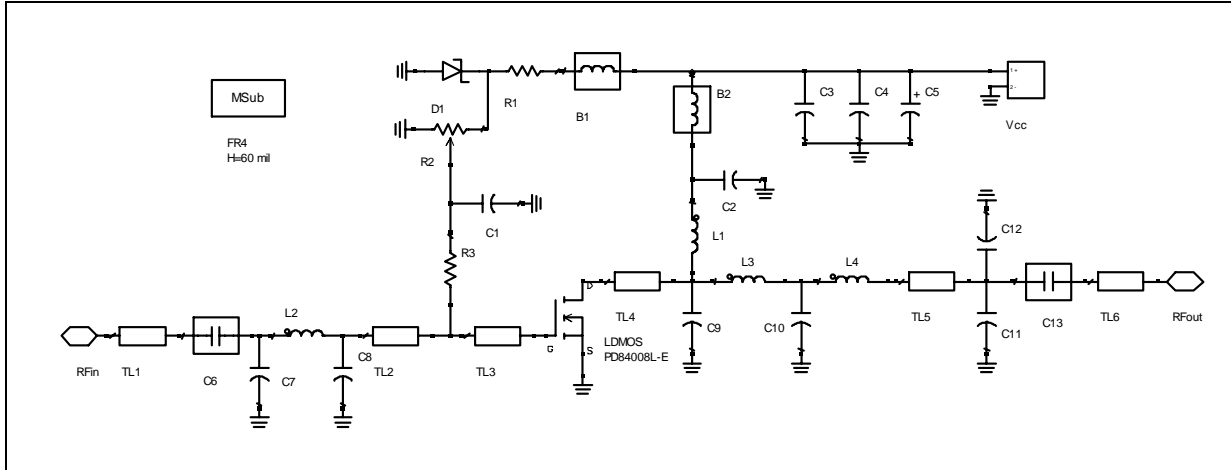 MSub
FR4
H=60 mil
D1
R1
B1
B2
C3
C4
+
C5
1 +
2 -
Vcc
R2
C1
R3
C2
L1
L3
L4
C12
RFin
TL1
C6
C7
L2
C8
TL2
TL3
G
D
S
LDMOS
PD84008L-E
TL4
C9
C10
TL5
C11
C13
TL6
RFout